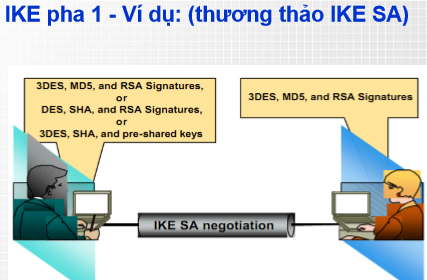 IKE pha 1 - Ví dụ: (thương thảo IKE SA)
3DES, MD5, and RSA Signatures,
or
DES, SHA, and RSA Signatures,
or
3DES, SHA, and pre-shared keys
3DES, MD5, and RSA Signatures
IKE SA negotiation